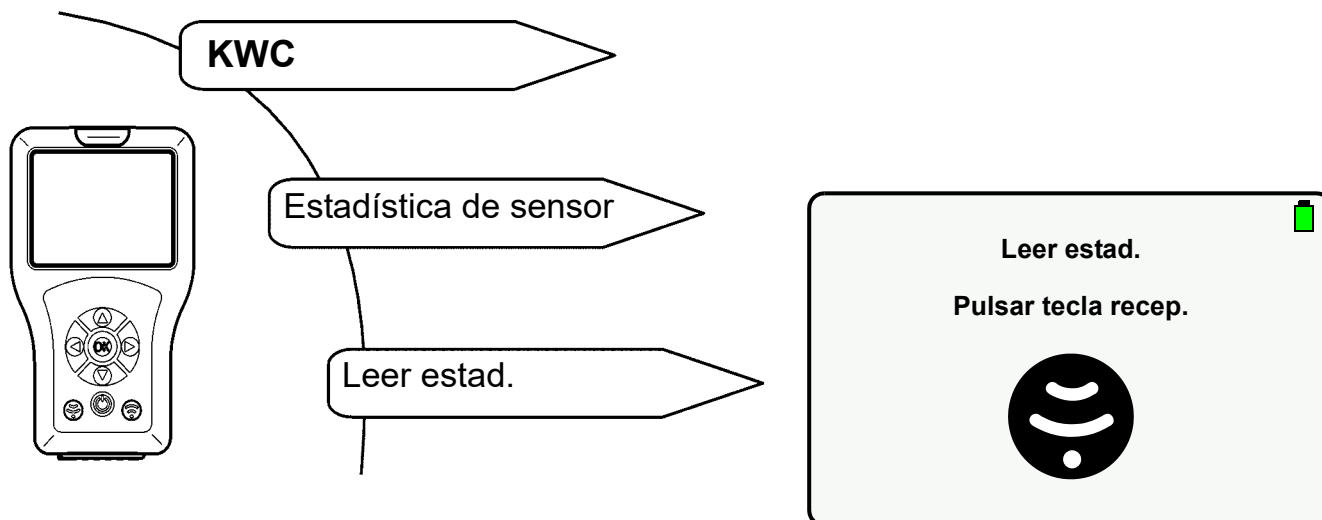 KWC
Estadística de sensor
Leer estad.
OK
Leer estad.
Pulsar tecla recep.